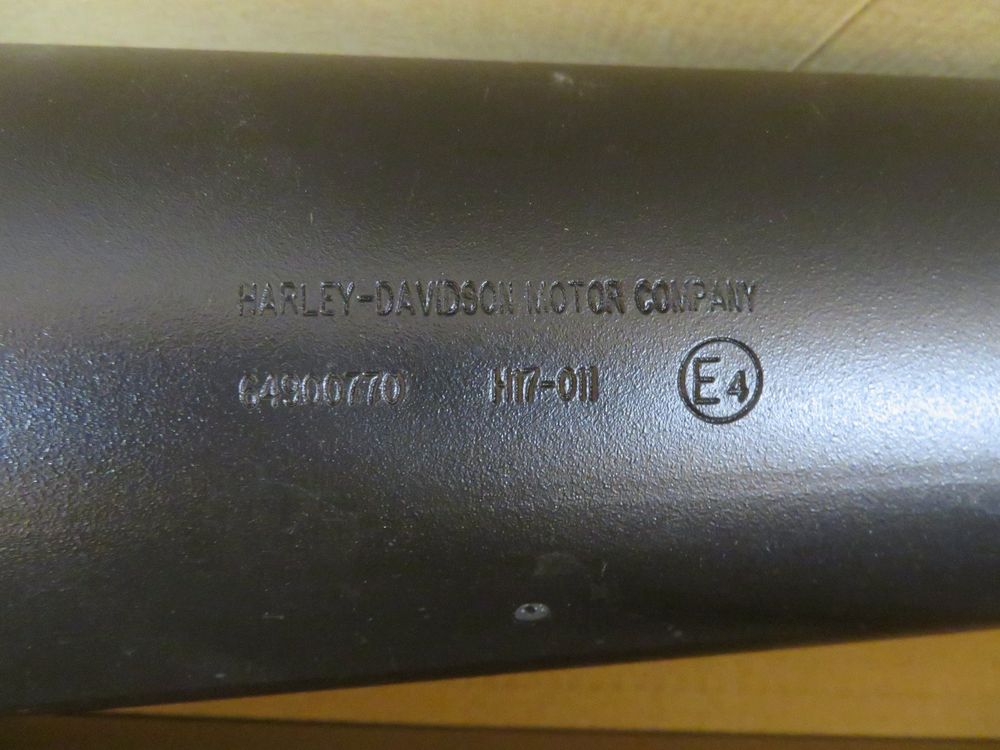 HARLEY-DAVIDSON MOTOR COMPANY
64900770 H17-011 E4